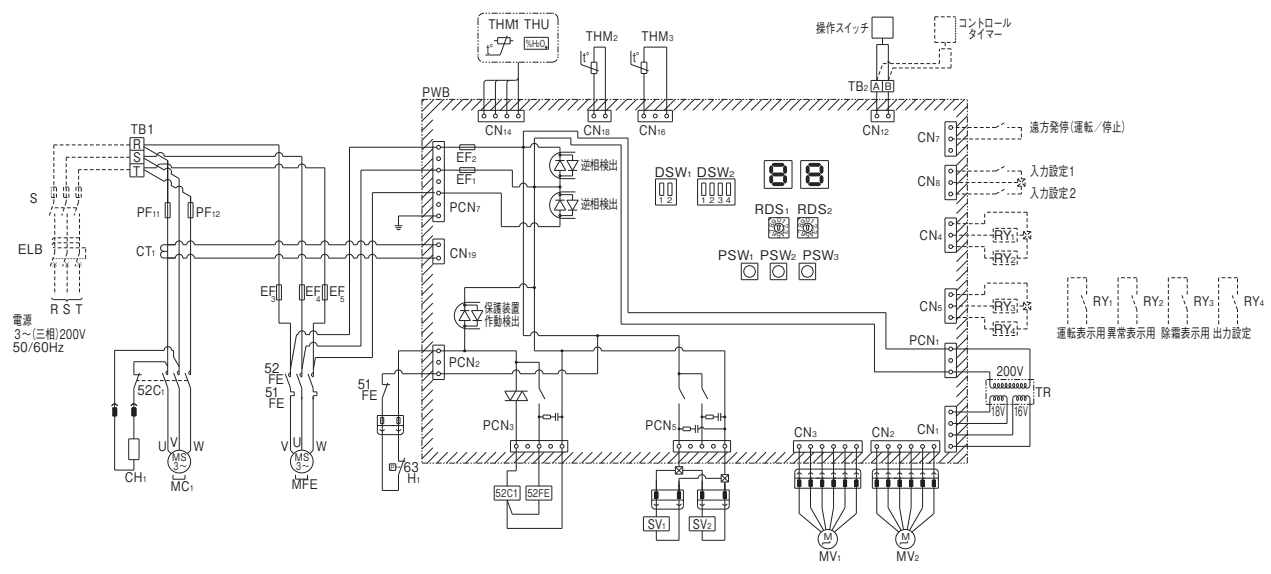 THM1 THU
t°
%H₂O
THM₂
t°
THM₃
t°
操作スイッチ
コントロール
タイマー
TB₂ A B
PWB
CN₁₄
CN₁₈
CN₁₆
CN₁₂
TB1
R
S
T
S
PF₁₁
PF₁₂
ELB
CT₁
R S T
電源
3～(三相)200V
50/60Hz
EF₃
EF₄
EF₅
EF₂
EF₁
逆相検出
逆相検出
PCN₇
CN₁₉
DSW₁ DSW₂
1 2
1 2 3 4
8 8
RDS₁ RDS₂
PSW₁ PSW₂ PSW₃
CN₇
遠方発停(運転／停止)
CN₈
入力設定1
入力設定2
CN₄
RY₁
RY₂
CN₅
RY₃
RY₄
RY₁ RY₂ RY₃ RY₄
運転表示用 異常表示用 除霜表示用 出力設定
保護装置
作動検出
PCN₂
PCN₁
200V
TR
18V 16V
CN₁
52C₁
52
FE
51
FE
51
FE
PCN₃
PCN₅
CN₃
CN₂
U V W
MS
3～
MC₁
CH₁
V U W
MS
3～
MFE
P
63
H₁
52C1
52FE
SV₁
SV₂
M
MV₁
M
MV₂